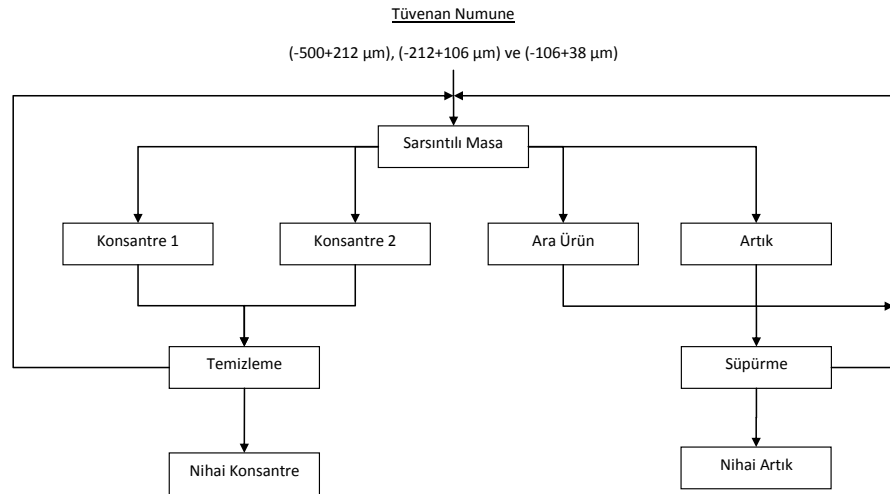 Tüvenan Numune
(-500+212 µm), (-212+106 µm) ve (-106+38 µm)
Sarsıntılı Masa
Konsantre 1
Konsantre 2
Ara Ürün
Artık
Temizleme
Süpürme
Nihai Konsantre
Nihai Artık